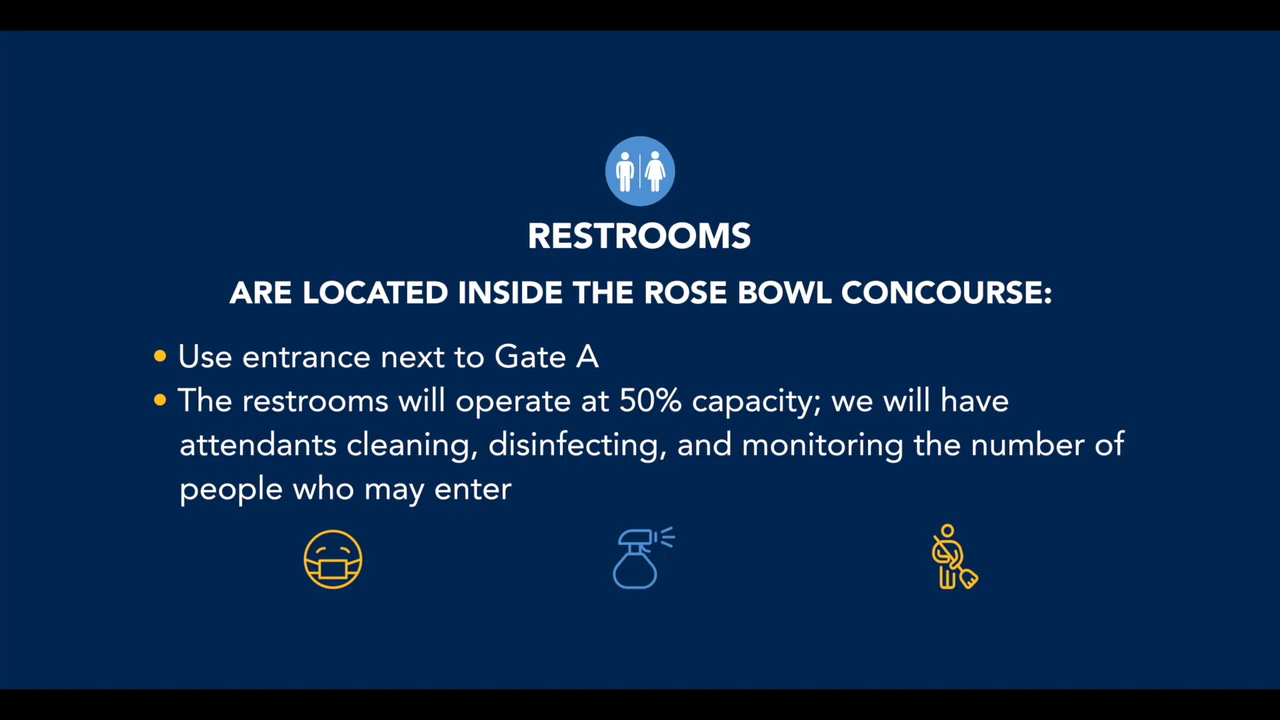 RESTROOMS
ARE LOCATED INSIDE THE ROSE BOWL CONCOURSE:
• Use entrance next to Gate A
• The restrooms will operate at 50% capacity; we will have
attendants cleaning, disinfecting, and monitoring the number of
people who may enter